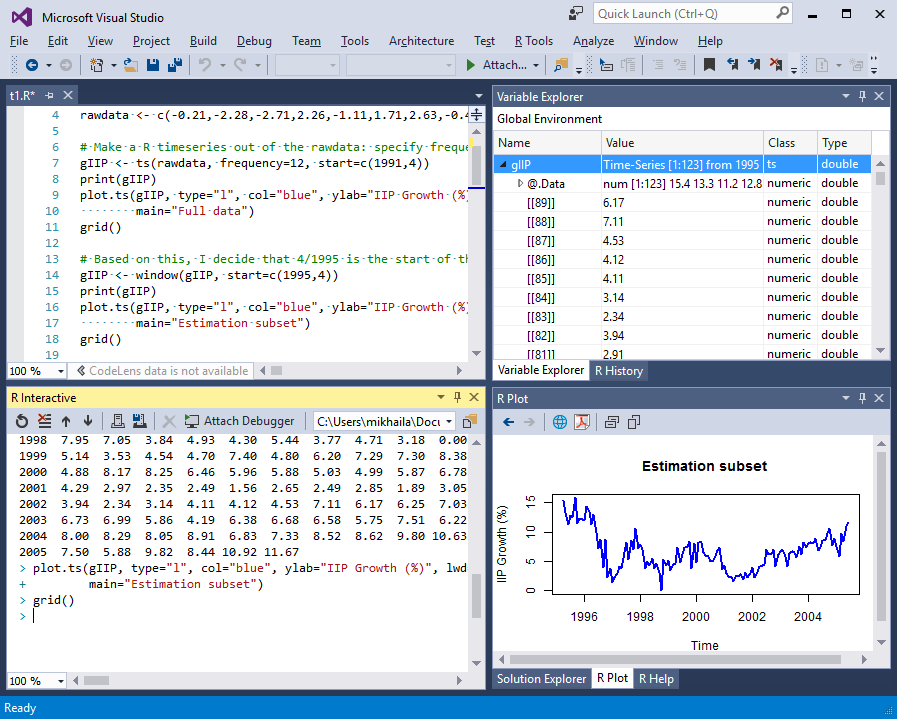 Microsoft Visual Studio
Quick Launch (Ctrl+Q)
File Edit View Project Build Debug Team Tools Architecture Test R Tools Analyze Window Help
Attach...
t1.R*
4 rawdata <- c(-0.21,-2.28,-2.71,2.26,-1.11,1.71,2.63,-0.4
5
6 # Make a R timeseries out of the rawdata: specify freque
7 gIIP <- ts(rawdata, frequency=12, start=c(1991,4))
8 print(gIIP)
9 plot.ts(gIIP, type="l", col="blue", ylab="IIP Growth (%)
10 main="Full data")
11 grid()
12
13 # Based on this, I decide that 4/1995 is the start of th
14 gIIP <- window(gIIP, start=c(1995,4))
15 print(gIIP)
16 plot.ts(gIIP, type="l", col="blue", ylab="IIP Growth (%)
17 main="Estimation subset")
18 grid()
19
100 % CodeLens data is not available
Variable Explorer
Global Environment
Name Value Class Type
gIIP Time-Series [1:123] from 1995 ts double
@.Data num [1:123] 15.4 13.3 11.2 12.8 numeric double
[[89]] 6.17 numeric double
[[88]] 7.11 numeric double
[[87]] 4.53 numeric double
[[86]] 4.12 numeric double
[[85]] 4.11 numeric double
[[84]] 3.14 numeric double
[[83]] 2.34 numeric double
[[82]] 3.94 numeric double
[[81]] 2.91 numeric double
Variable Explorer R History
R Interactive
Attach Debugger C:\Users\mikhaila\Docu
1998 7.95 7.05 3.84 4.93 4.30 5.44 3.77 4.71 3.18 0.00
1999 5.14 3.53 4.54 4.70 7.40 4.80 6.20 7.29 7.30 8.38
2000 4.88 8.17 8.25 6.46 5.96 5.88 5.03 4.99 5.87 6.78
2001 4.29 2.97 2.35 2.49 1.56 2.65 2.49 2.85 1.89 3.05
2002 3.94 2.34 3.14 4.11 4.12 4.53 7.11 6.17 6.25 7.03
2003 6.73 6.99 5.86 4.19 6.38 6.68 6.58 5.75 7.51 6.22
2004 8.00 8.29 8.05 8.91 6.83 7.33 8.52 8.62 9.80 10.63
2005 7.50 5.88 9.82 8.44 10.92 11.67
> plot.ts(gIIP, type="l", col="blue", ylab="IIP Growth (%)", lwd
+ main="Estimation subset")
> grid()
>
100 %
R Plot
Estimation subset
IIP Growth (%)
15
10
5
0
1996 1998 2000 2002 2004
Time
Solution Explorer R Plot R Help
Ready